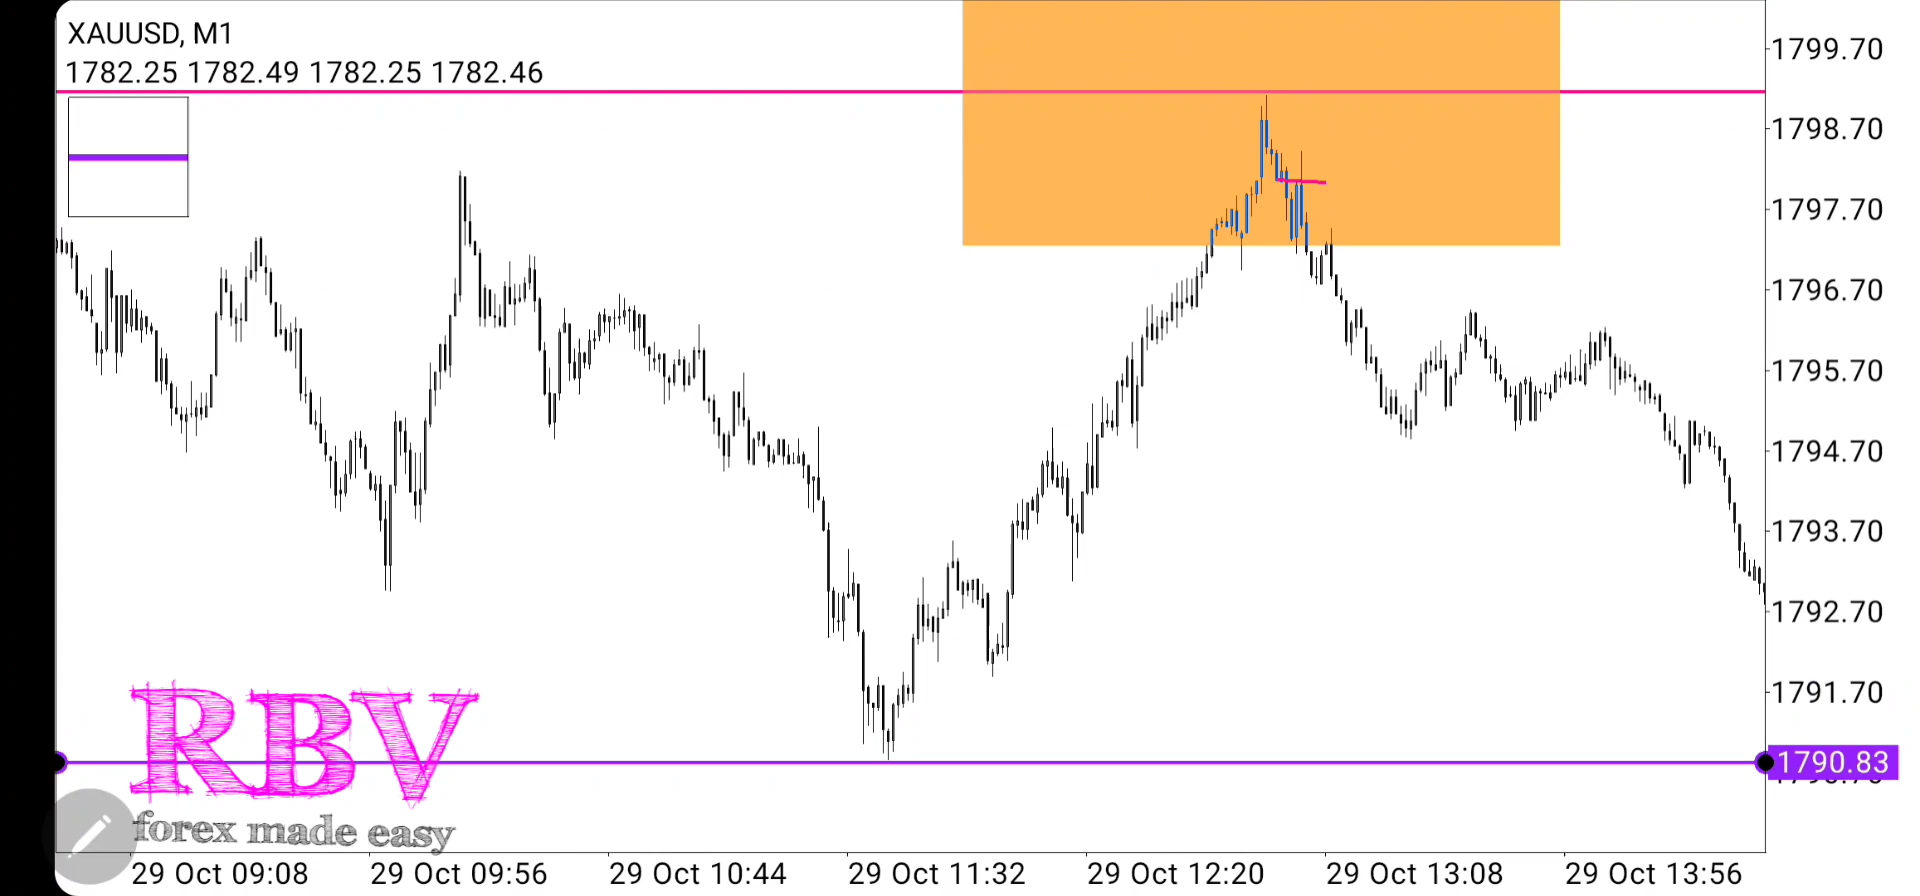 XAUUSD, M1
1782.25 1782.49 1782.25 1782.46
1799.70
1798.70
1797.70
1796.70
1795.70
1794.70
1793.70
1792.70
1791.70
1790.83
RBV
forex made easy
29 Oct 09:08 29 Oct 09:56 29 Oct 10:44 29 Oct 11:32 29 Oct 12:20 29 Oct 13:08 29 Oct 13:56